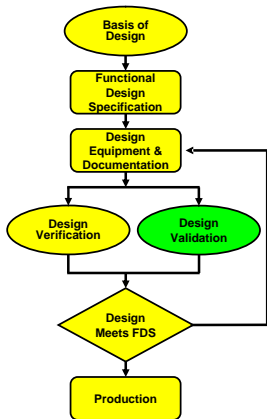 Basis of
Design
Functional
Design
Specification
Design
Equipment &
Documentation
Design
Verification
Design
Validation
Design
Meets FDS
Production